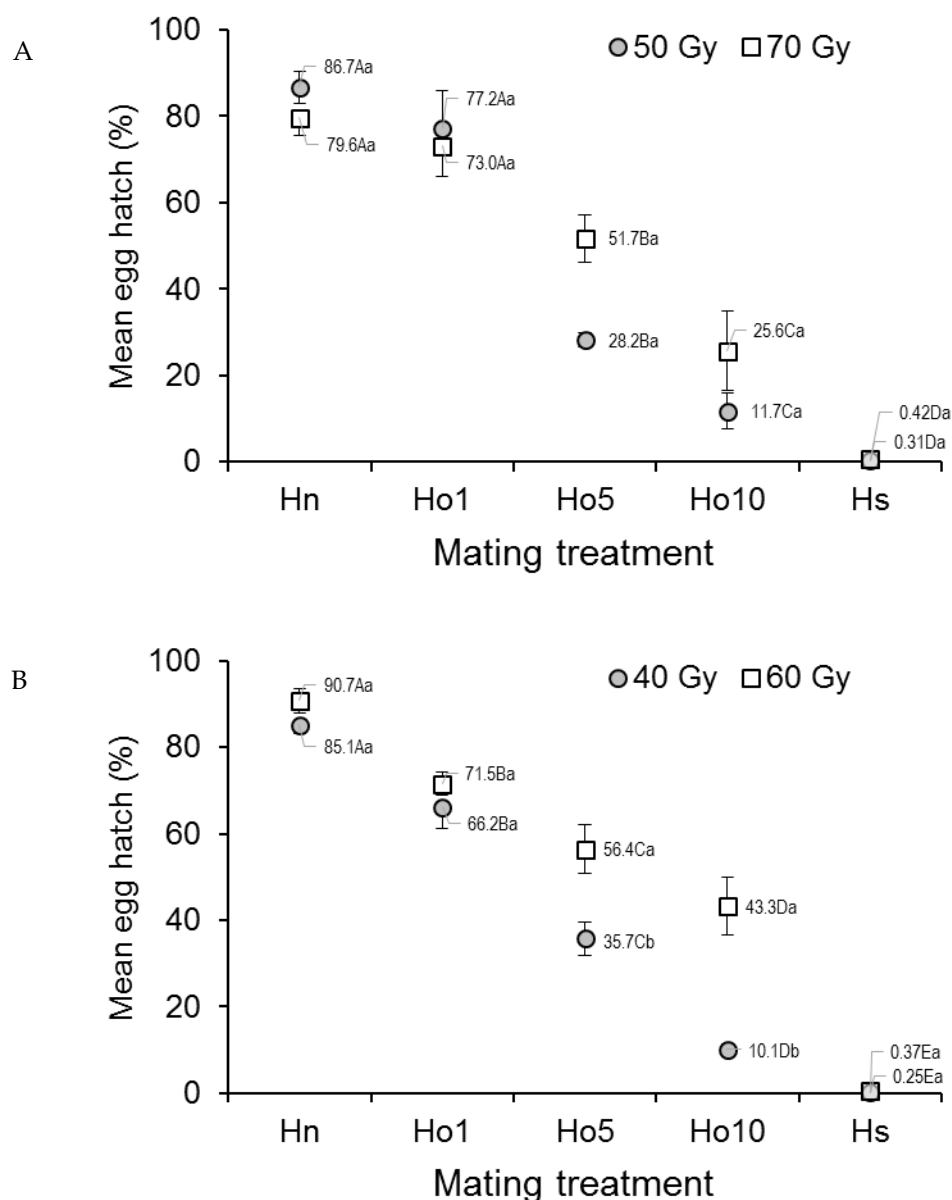 A
Mean egg hatch (%)
100
80
60
40
20
0
50 Gy 70 Gy
86.7Aa
79.6Aa
77.2Aa
73.0Aa
51.7Ba
28.2Ba
25.6Ca
11.7Ca
0.42Da
0.31Da
Hn Ho1 Ho5 Ho10 Hs
Mating treatment
B
Mean egg hatch (%)
100
80
60
40
20
0
40 Gy 60 Gy
90.7Aa
85.1Aa
71.5Ba
66.2Ba
56.4Ca
35.7Cb
43.3Da
10.1Db
0.37Ea
0.25Ea
Hn Ho1 Ho5 Ho10 Hs
Mating treatment